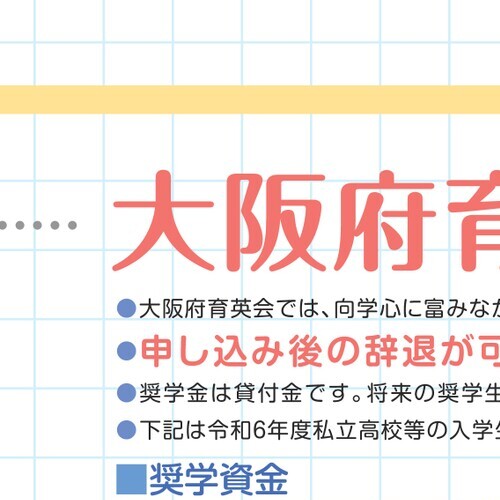 大阪府育
●大阪府育英会では、向学心に富みなが
●申し込み後の辞退が可
●奨学金は貸付金です。将来の奨学生
●下記は令和6年度私立高校等の入学生
■奨学資金